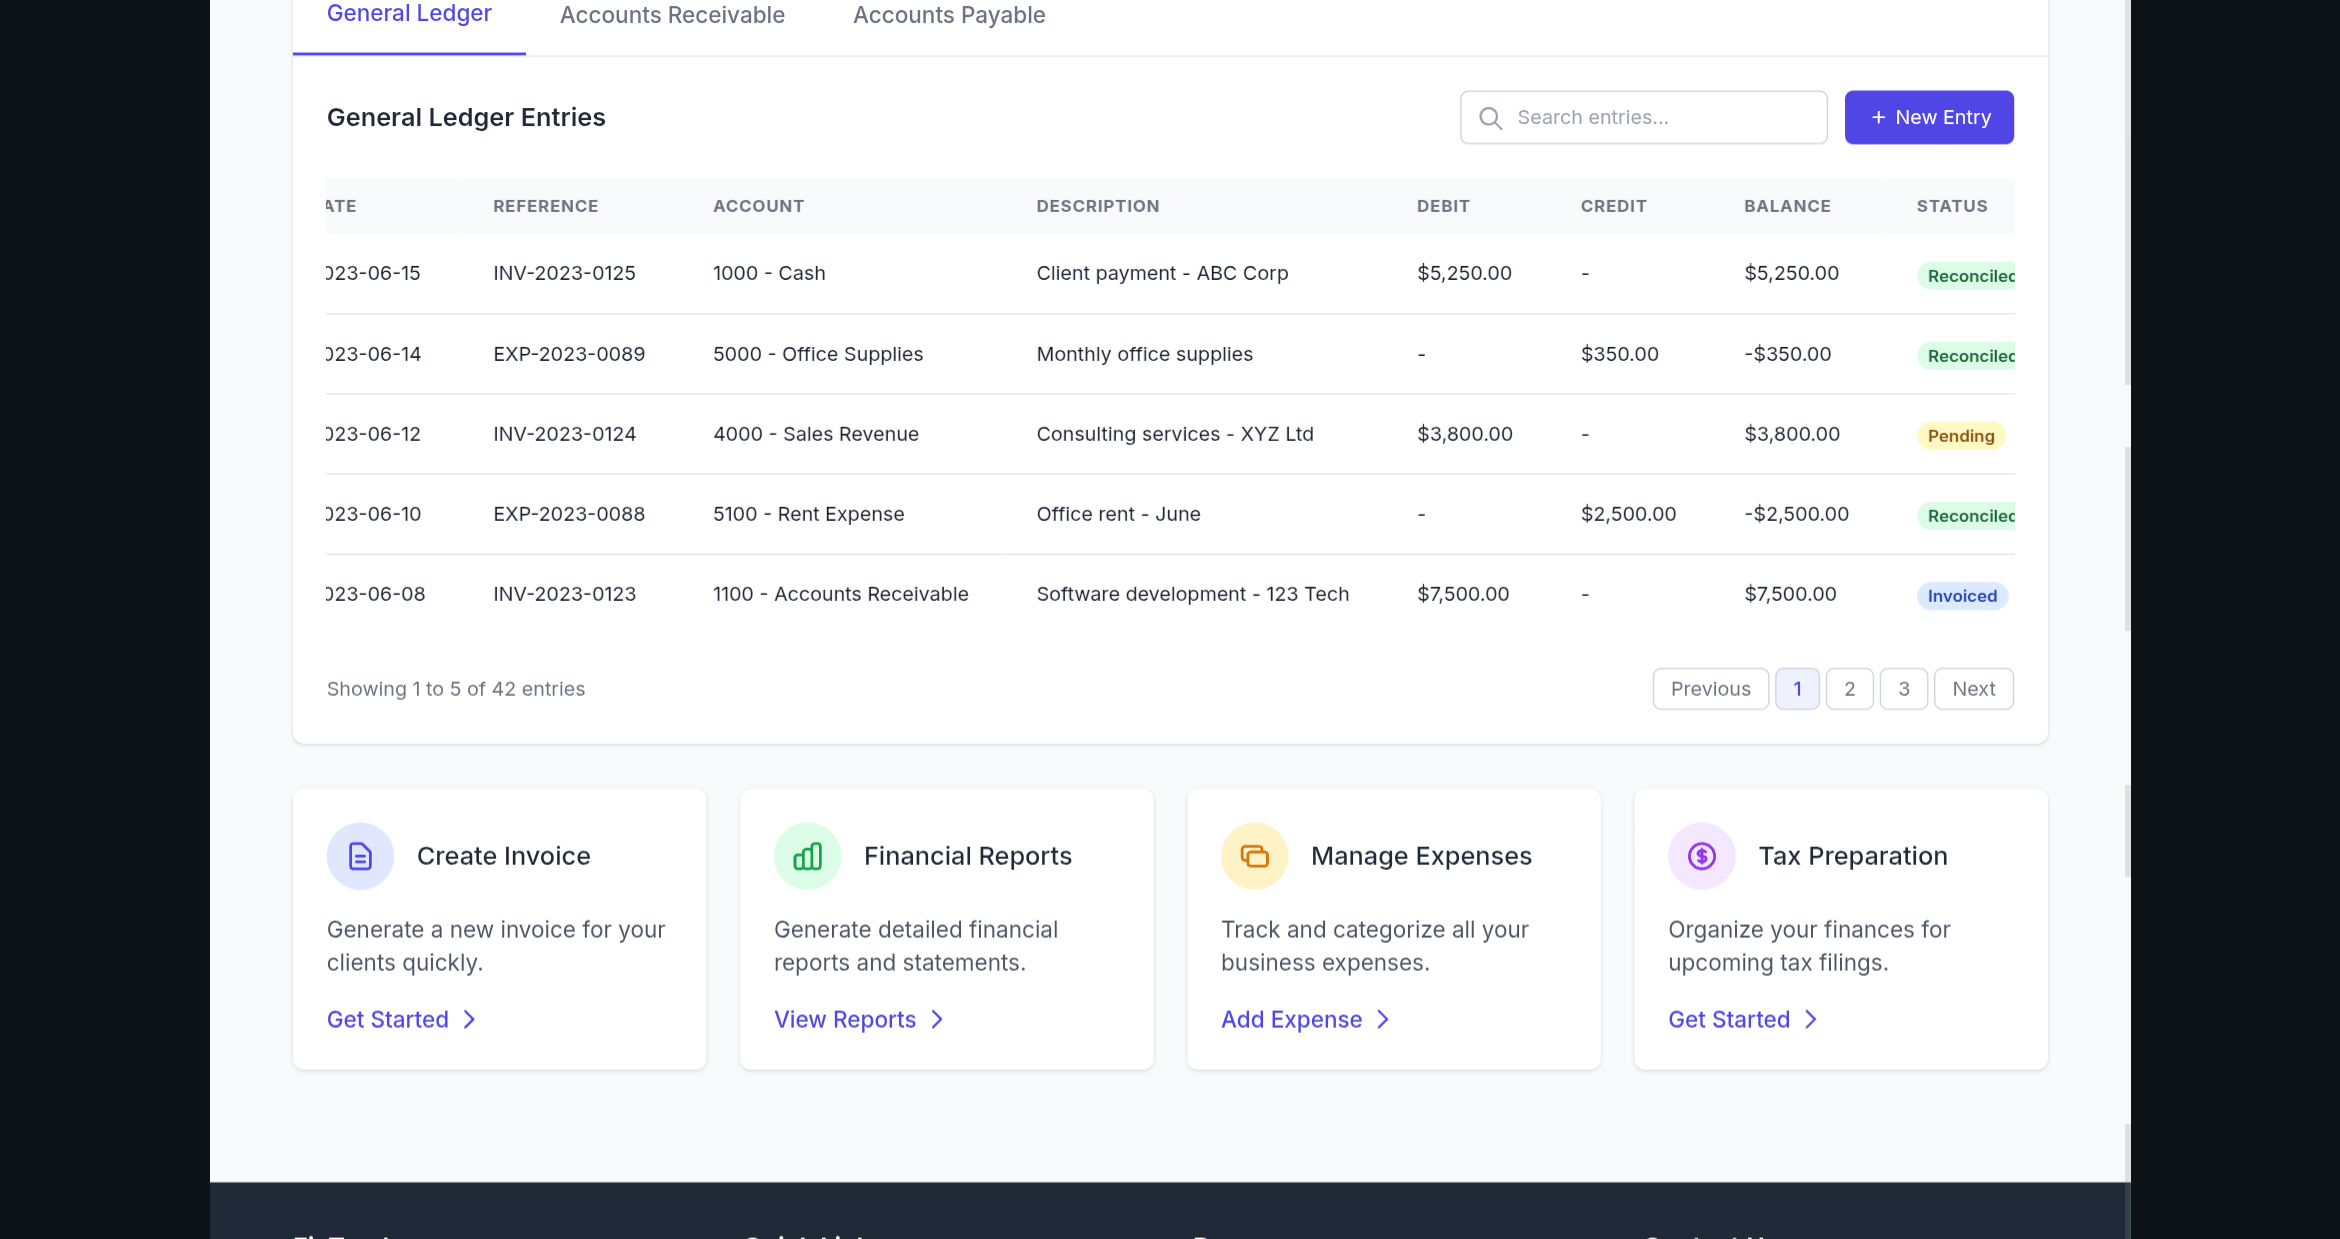 General Ledger Accounts Receivable Accounts Payable
General Ledger Entries Search entries... + New Entry
ATE REFERENCE ACCOUNT DESCRIPTION DEBIT CREDIT BALANCE STATUS
023-06-15 INV-2023-0125 1000 - Cash Client payment - ABC Corp $5,250.00 - $5,250.00 Reconciled
023-06-14 EXP-2023-0089 5000 - Office Supplies Monthly office supplies - $350.00 -$350.00 Reconciled
023-06-12 INV-2023-0124 4000 - Sales Revenue Consulting services - XYZ Ltd $3,800.00 - $3,800.00 Pending
023-06-10 EXP-2023-0088 5100 - Rent Expense Office rent - June - $2,500.00 -$2,500.00 Reconciled
023-06-08 INV-2023-0123 1100 - Accounts Receivable Software development - 123 Tech $7,500.00 - $7,500.00 Invoiced
Showing 1 to 5 of 42 entries Previous 1 2 3 Next
Create Invoice
Generate a new invoice for your
clients quickly.
Get Started
Financial Reports
Generate detailed financial
reports and statements.
View Reports
Manage Expenses
Track and categorize all your
business expenses.
Add Expense
Tax Preparation
Organize your finances for
upcoming tax filings.
Get Started